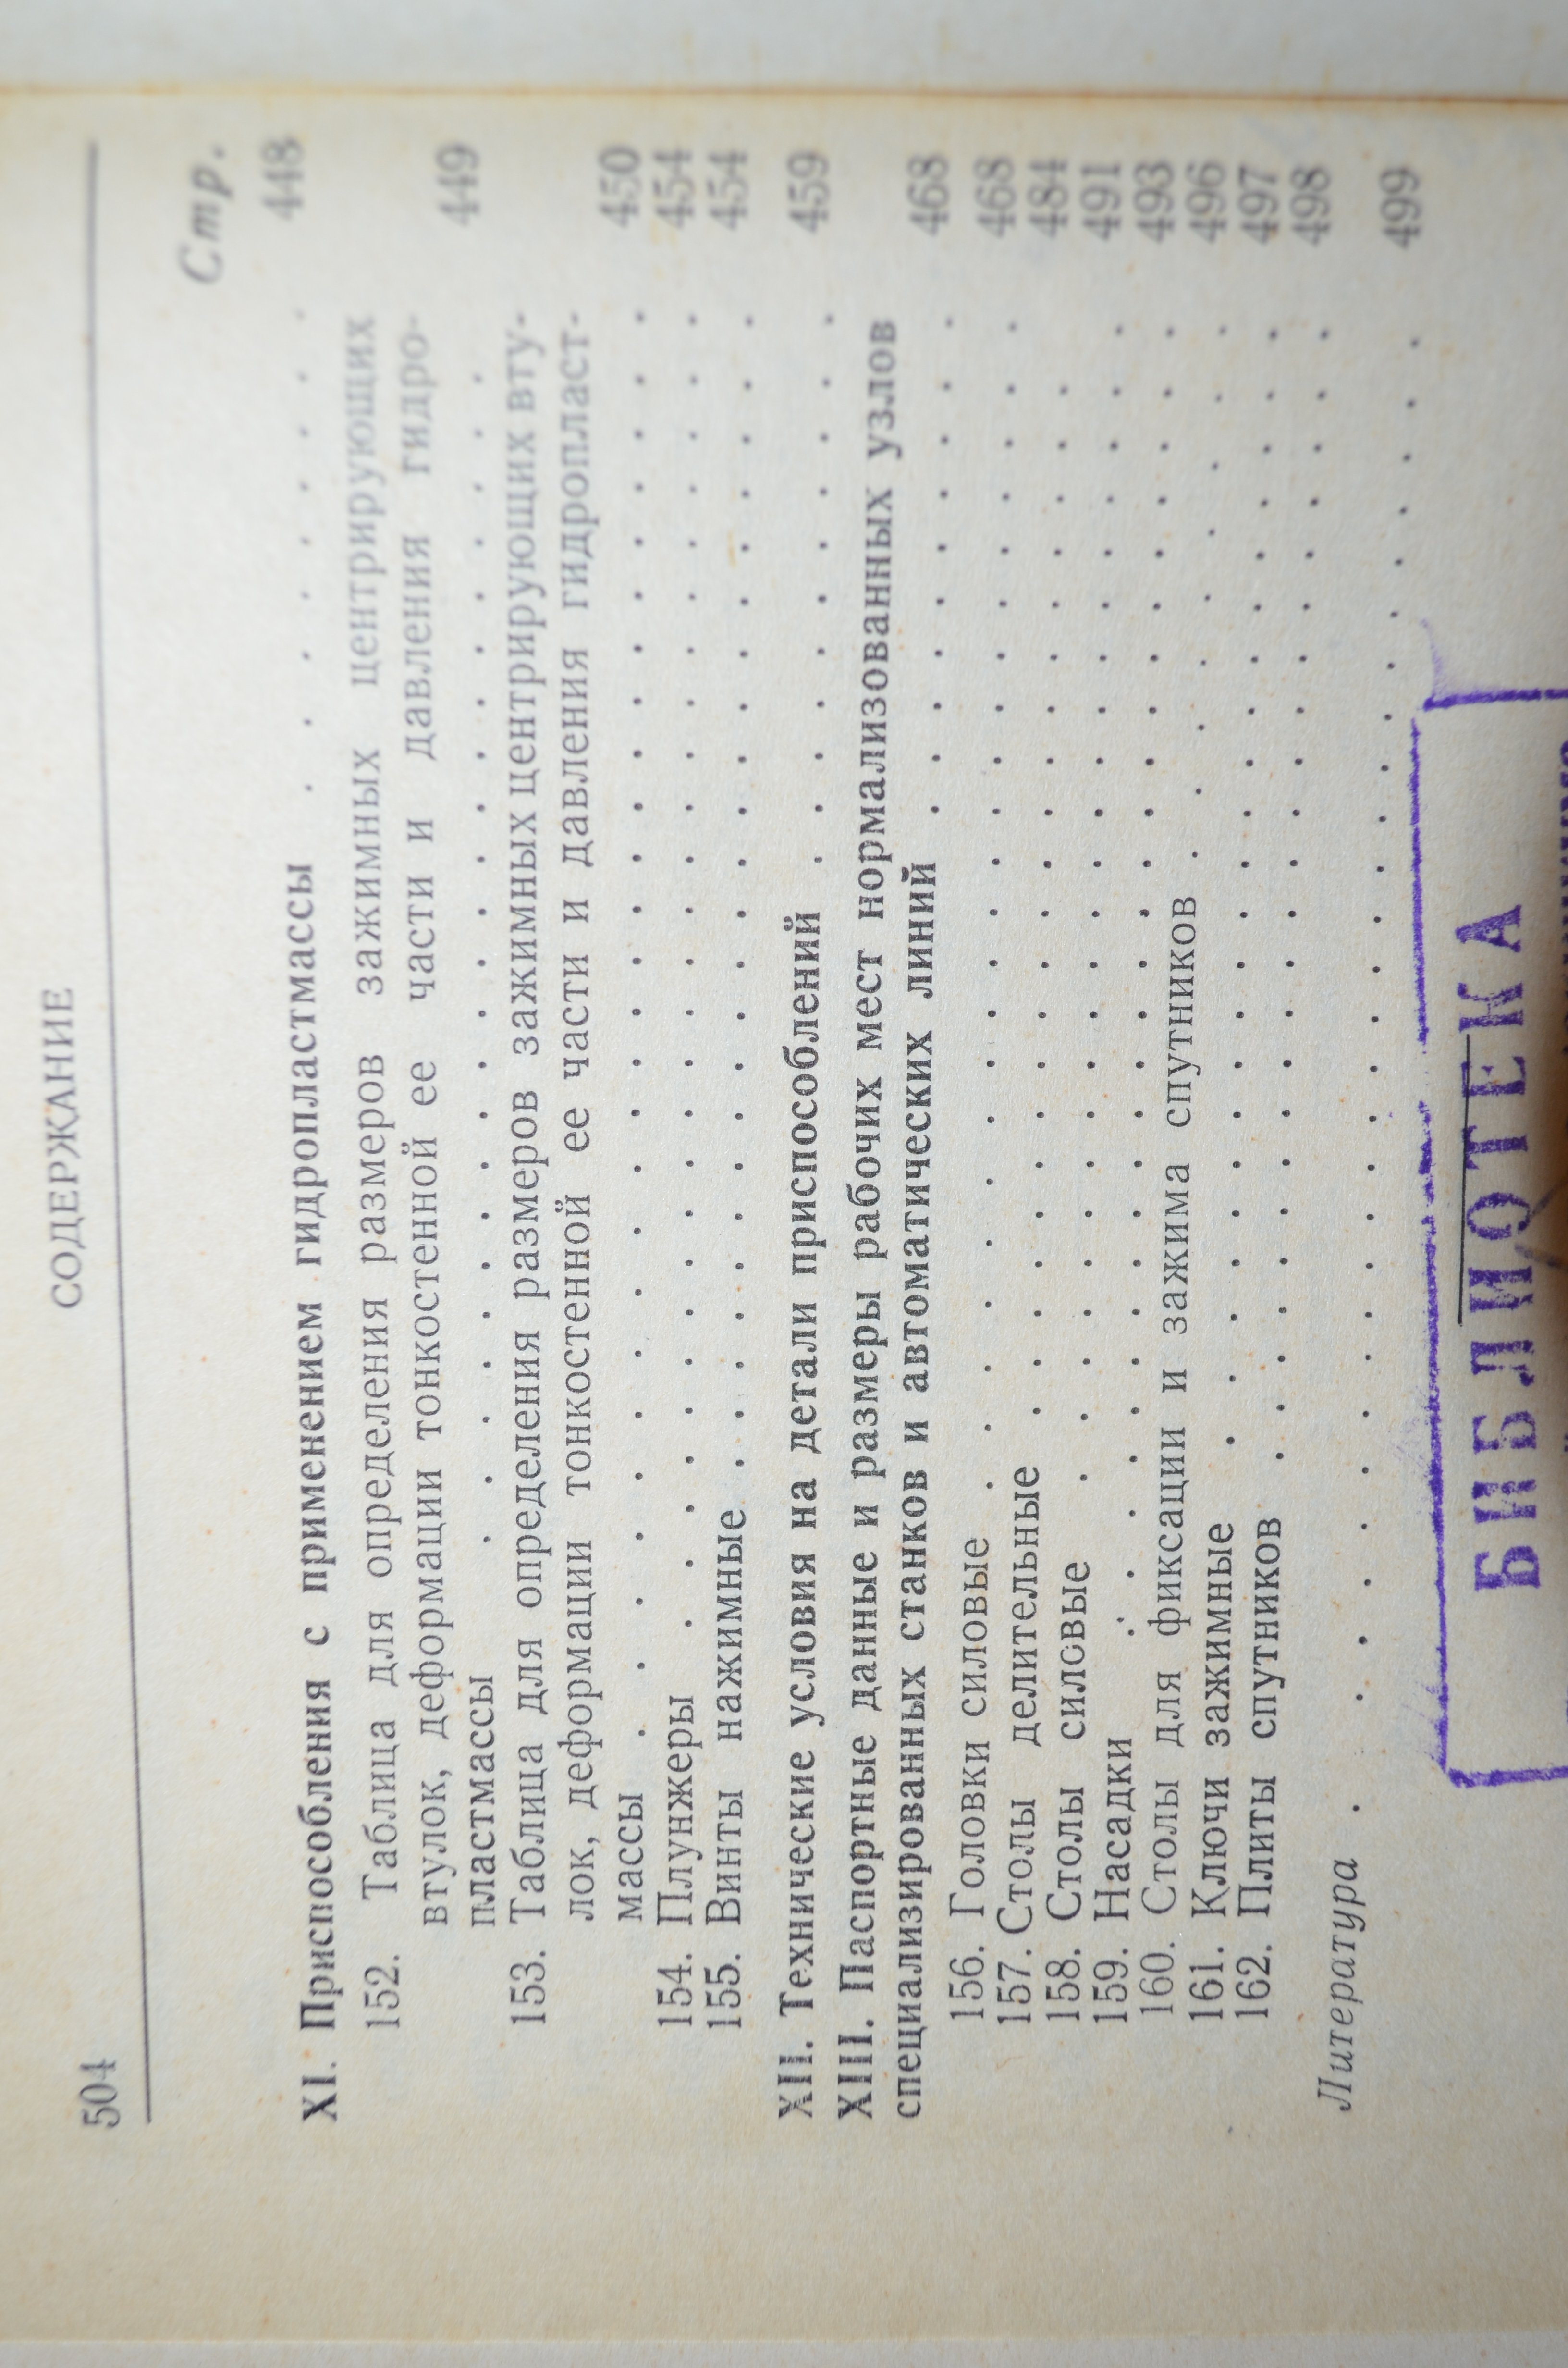 504 СОДЕРЖАНИЕ
Стр.
XI. Приспособления с применением гидропластмассы . . . . . . . . 448
152. Таблица для определения размеров зажимных центрирующих
втулок, деформации тонкостенной ее части и давления гидро-
пластмассы . . . . . . . . . . . . . . . . . . . . 449
153. Таблица для определения размеров зажимных центрирующих вту-
лок, деформации тонкостенной ее части и давления гидропласт-
массы . . . . . . . . . . . . . . . . . . . . . . 450
154. Плунжеры . . . . . . . . . . . . . . . . . . . . . . 454
155. Винты нажимные . . . . . . . . . . . . . . . . . . . . 454
XII. Технические условия на детали приспособлений . . . . . . . . . 459
XIII. Паспортные данные и размеры рабочих мест нормализованных узлов
специализированных станков и автоматических линий . . . . . . . . 468
156. Головки силовые . . . . . . . . . . . . . . . . . . . . 468
157. Столы делительные . . . . . . . . . . . . . . . . . . . 484
158. Столы силовые . . . . . . . . . . . . . . . . . . . . 491
159. Насадки . . . . . . . . . . . . . . . . . . . . . . 493
160. Столы для фиксации и зажима спутников . . . . . . . . . 496
161. Ключи зажимные . . . . . . . . . . . . . . . . . . . . 497
162. Плиты спутников . . . . . . . . . . . . . . . . . . . . 498
Литература . . . . . . . . . . . . . . . . . . . . . . . . 499
БИБЛИОТЕКА